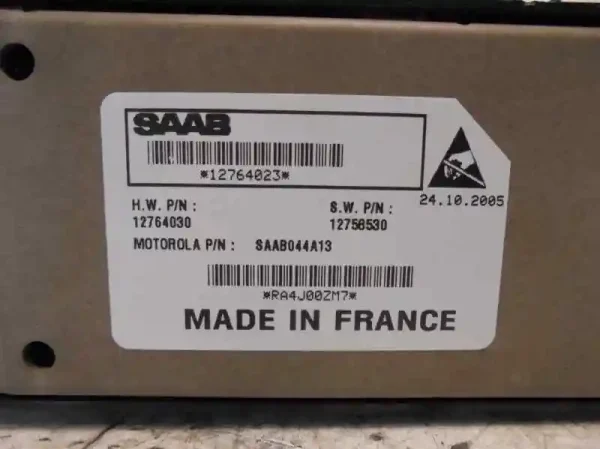 SAAB
*12764023*
24.10.2005
H.W. P/N : S.W. P/N :
12764030 12756530
MOTOROLA P/N : SAAB044A13
*RA4J00ZM7*
MADE IN FRANCE